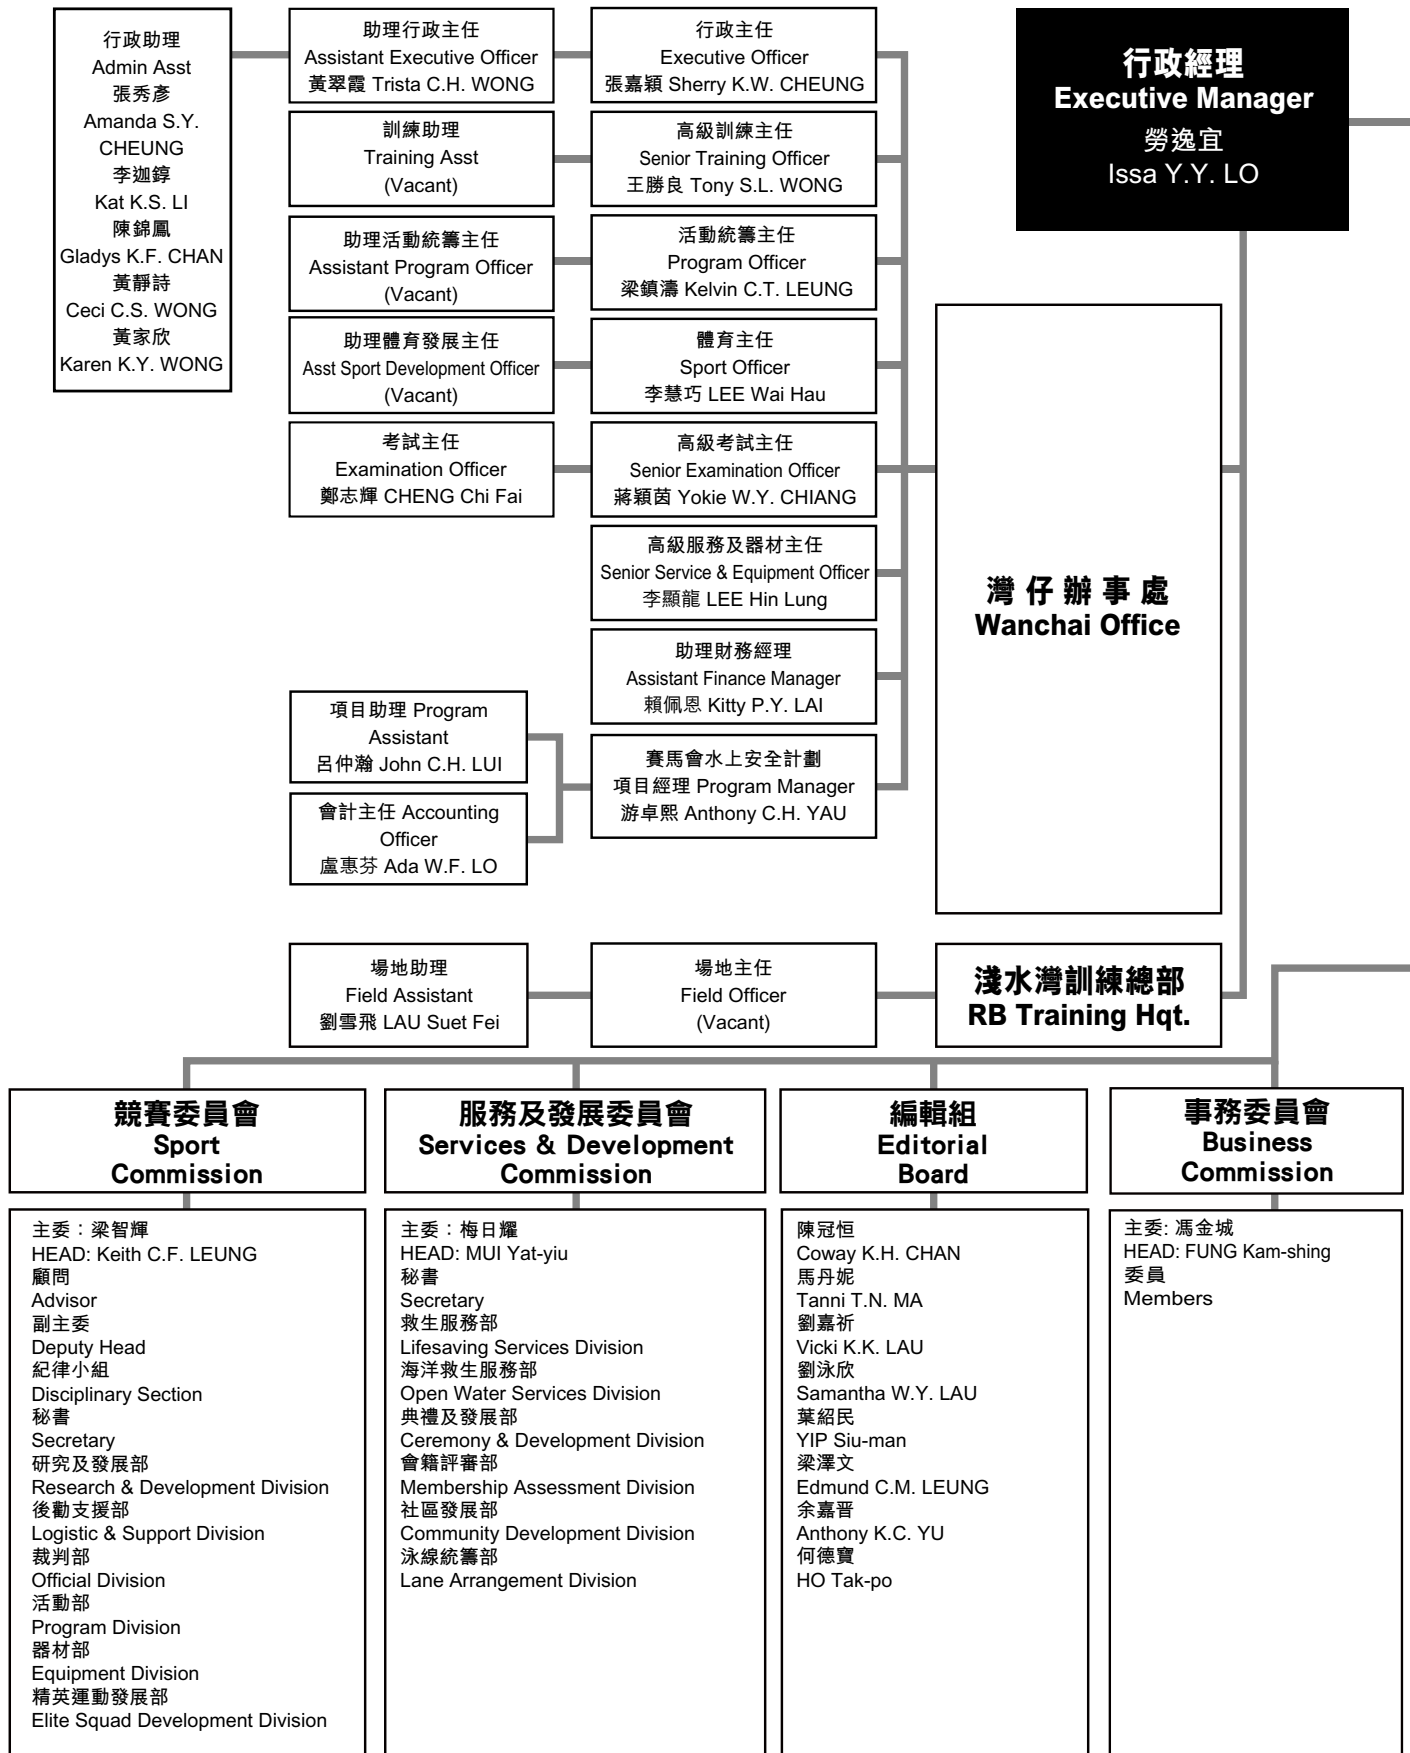 行政助理
Admin Asst
張秀彥
Amanda S.Y.
CHEUNG
李迦錞
Kat K.S. LI
陳錦鳳
Gladys K.F. CHAN
黃靜詩
Ceci C.S. WONG
黃家欣
Karen K.Y. WONG
助理行政主任
Assistant Executive Officer
黃翠霞 Trista C.H. WONG
行政主任
Executive Officer
張嘉穎 Sherry K.W. CHEUNG
行政經理
Executive Manager
勞逸宜
Issa Y.Y. LO
訓練助理
Training Asst
(Vacant)
高級訓練主任
Senior Training Officer
王勝良 Tony S.L. WONG
助理活動統籌主任
Assistant Program Officer
(Vacant)
活動統籌主任
Program Officer
梁鎮濤 Kelvin C.T. LEUNG
助理體育發展主任
Asst Sport Development Officer
(Vacant)
體育主任
Sport Officer
李慧巧 LEE Wai Hau
考試主任
Examination Officer
鄭志輝 CHENG Chi Fai
高級考試主任
Senior Examination Officer
蔣穎茵 Yokie W.Y. CHIANG
高級服務及器材主任
Senior Service & Equipment Officer
李顯龍 LEE Hin Lung
灣仔辦事處
Wanchai Office
助理財務經理
Assistant Finance Manager
賴佩恩 Kitty P.Y. LAI
項目助理 Program
Assistant
呂仲瀚 John C.H. LUI
會計主任 Accounting
Officer
盧惠芬 Ada W.F. LO
賽馬會水上安全計劃
項目經理 Program Manager
游卓熙 Anthony C.H. YAU
場地助理
Field Assistant
劉雪飛 LAU Suet Fei
場地主任
Field Officer
(Vacant)
淺水灣訓練總部
RB Training Hqt.
競賽委員會
Sport
Commission
主委：梁智輝
HEAD: Keith C.F. LEUNG
顧問
Advisor
副主委
Deputy Head
紀律小組
Disciplinary Section
秘書
Secretary
研究及發展部
Research & Development Division
後勤支援部
Logistic & Support Division
裁判部
Official Division
活動部
Program Division
器材部
Equipment Division
精英運動發展部
Elite Squad Development Division
服務及發展委員會
Services & Development
Commission
主委：梅日耀
HEAD: MUI Yat-yiu
秘書
Secretary
救生服務部
Lifesaving Services Division
海洋救生服務部
Open Water Services Division
典禮及發展部
Ceremony & Development Division
會籍評審部
Membership Assessment Division
社區發展部
Community Development Division
泳線統籌部
Lane Arrangement Division
編輯組
Editorial
Board
陳冠恒
Coway K.H. CHAN
馬丹妮
Tanni T.N. MA
劉嘉祈
Vicki K.K. LAU
劉泳欣
Samantha W.Y. LAU
葉紹民
YIP Siu-man
梁澤文
Edmund C.M. LEUNG
余嘉晋
Anthony K.C. YU
何德寶
HO Tak-po
事務委員會
Business
Commission
主委: 馮金城
HEAD: FUNG Kam-shing
委員
Members